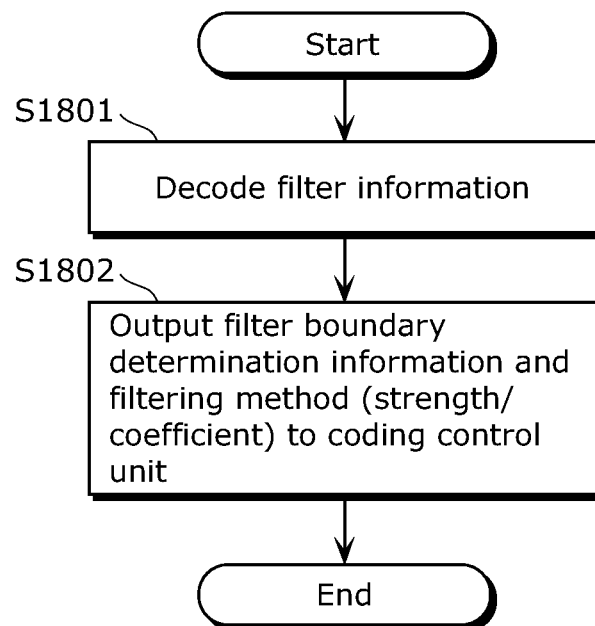 Start
S1801
Decode filter information
S1802
Output filter boundary
determination information and
filtering method (strength/
coefficient) to coding control
unit
End